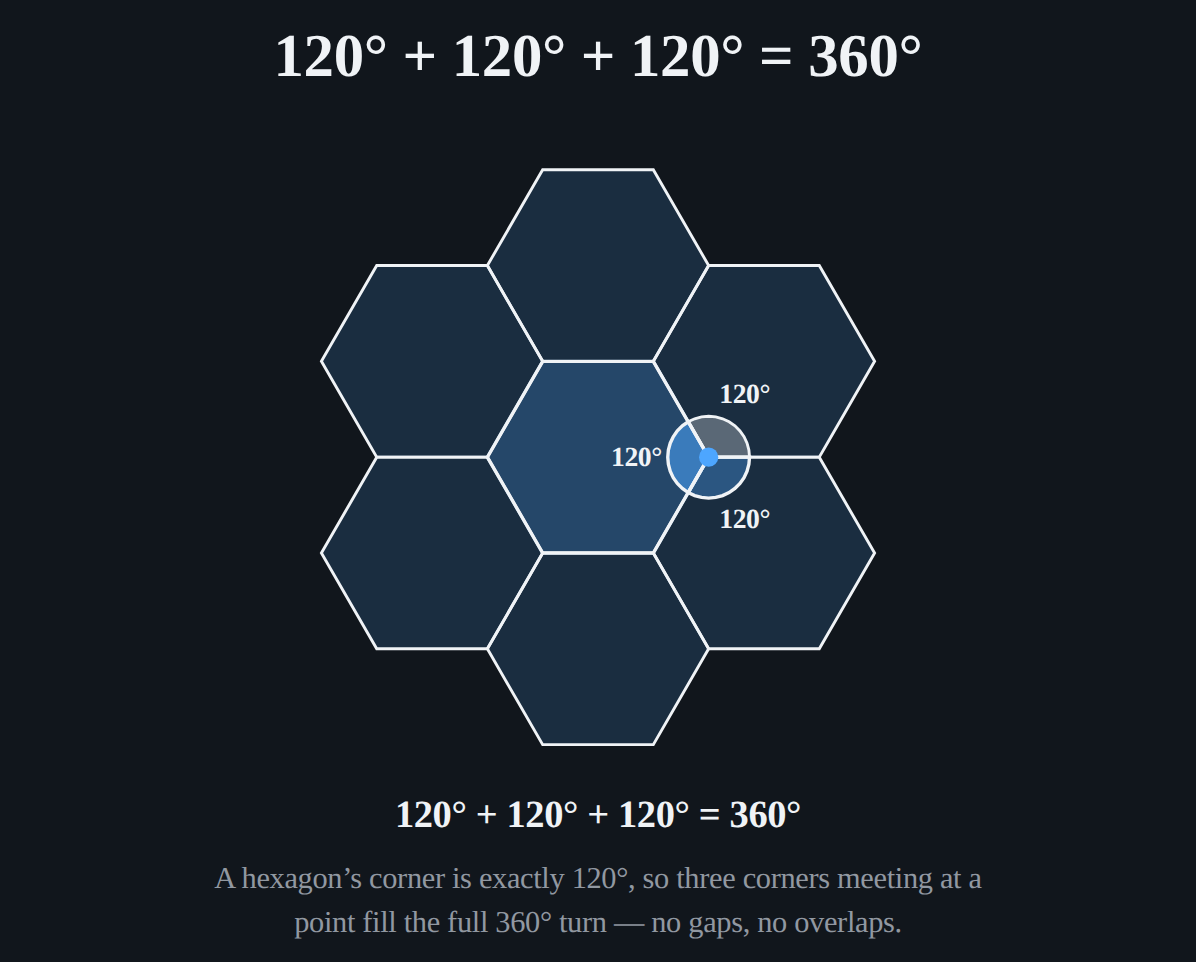 120° + 120° + 120° = 360°
120°
120°
120°
120° + 120° + 120° = 360°
A hexagon’s corner is exactly 120°, so three corners meeting at a
point fill the full 360° turn — no gaps, no overlaps.